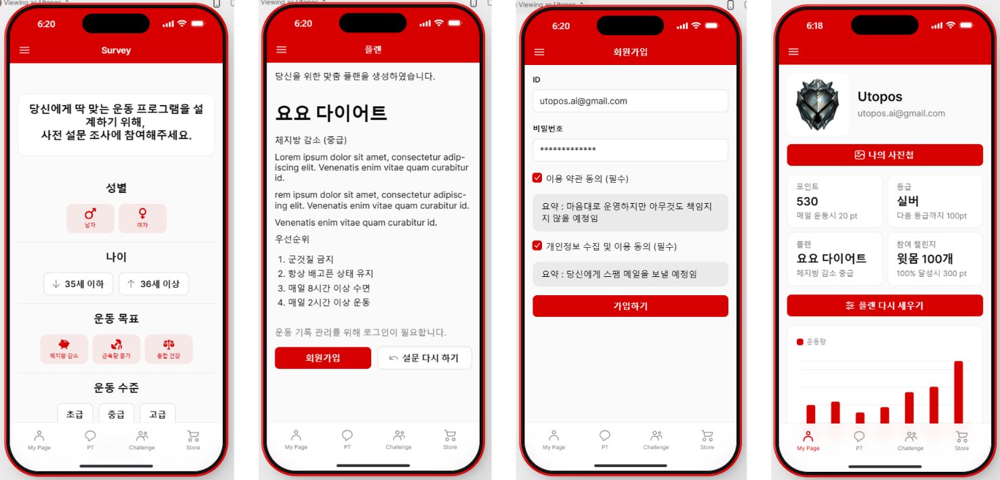 Viewing as Utopos
6:20
Survey
당신에게 딱 맞는 운동 프로그램을 설
계하기 위해,
사전 설문 조사에 참여해주세요.
성별
남자
여자
나이
35세 이하
36세 이상
운동 목표
체지방 감소
근육량 증가
종합 건강
운동 수준
초급
중급
고급
My Page
PT
Challenge
Store
Viewing as Utopos
6:20
플랜
당신을 위한 맞춤 플랜을 생성하였습니다.
요요 다이어트
체지방 감소 (중급)
Lorem ipsum dolor sit amet, consectetur adip-
iscing elit. Venenatis enim vitae quam curabitur
id.
rem ipsum dolor sit amet, consectetur adipisc-
ing elit. Venenatis enim vitae quam curabitur id.
Venenatis enim vitae quam curabitur id.
우선순위
1. 군것질 금지
2. 항상 배고픈 상태 유지
3. 매일 8시간 이상 수면
4. 매일 2시간 이상 운동
운동 기록 관리를 위해 로그인이 필요합니다.
회원가입
설문 다시 하기
My Page
PT
Challenge
Store
Viewing as Utopos
6:20
회원가입
ID
utopos.ai@gmail.com
비밀번호
*************
이용 약관 동의 (필수)
요약 : 마음대로 운영하지만 아무것도 책임지
지 않을 예정임
개인정보 수집 및 이용 동의 (필수)
요약 : 당신에게 스팸 메일을 보낼 예정임
가입하기
My Page
PT
Challenge
Store
6:18
Utopos
utopos.ai@gmail.com
나의 사진첩
포인트
530
매일 운동시 20 pt
등급
실버
다음 등급까지 100pt
플랜
요요 다이어트
체지방 감소 중급
참여 챌린지
윗몸 100개
100% 달성시 300 pt
플랜 다시 세우기
운동량
My Page
PT
Challenge
Store